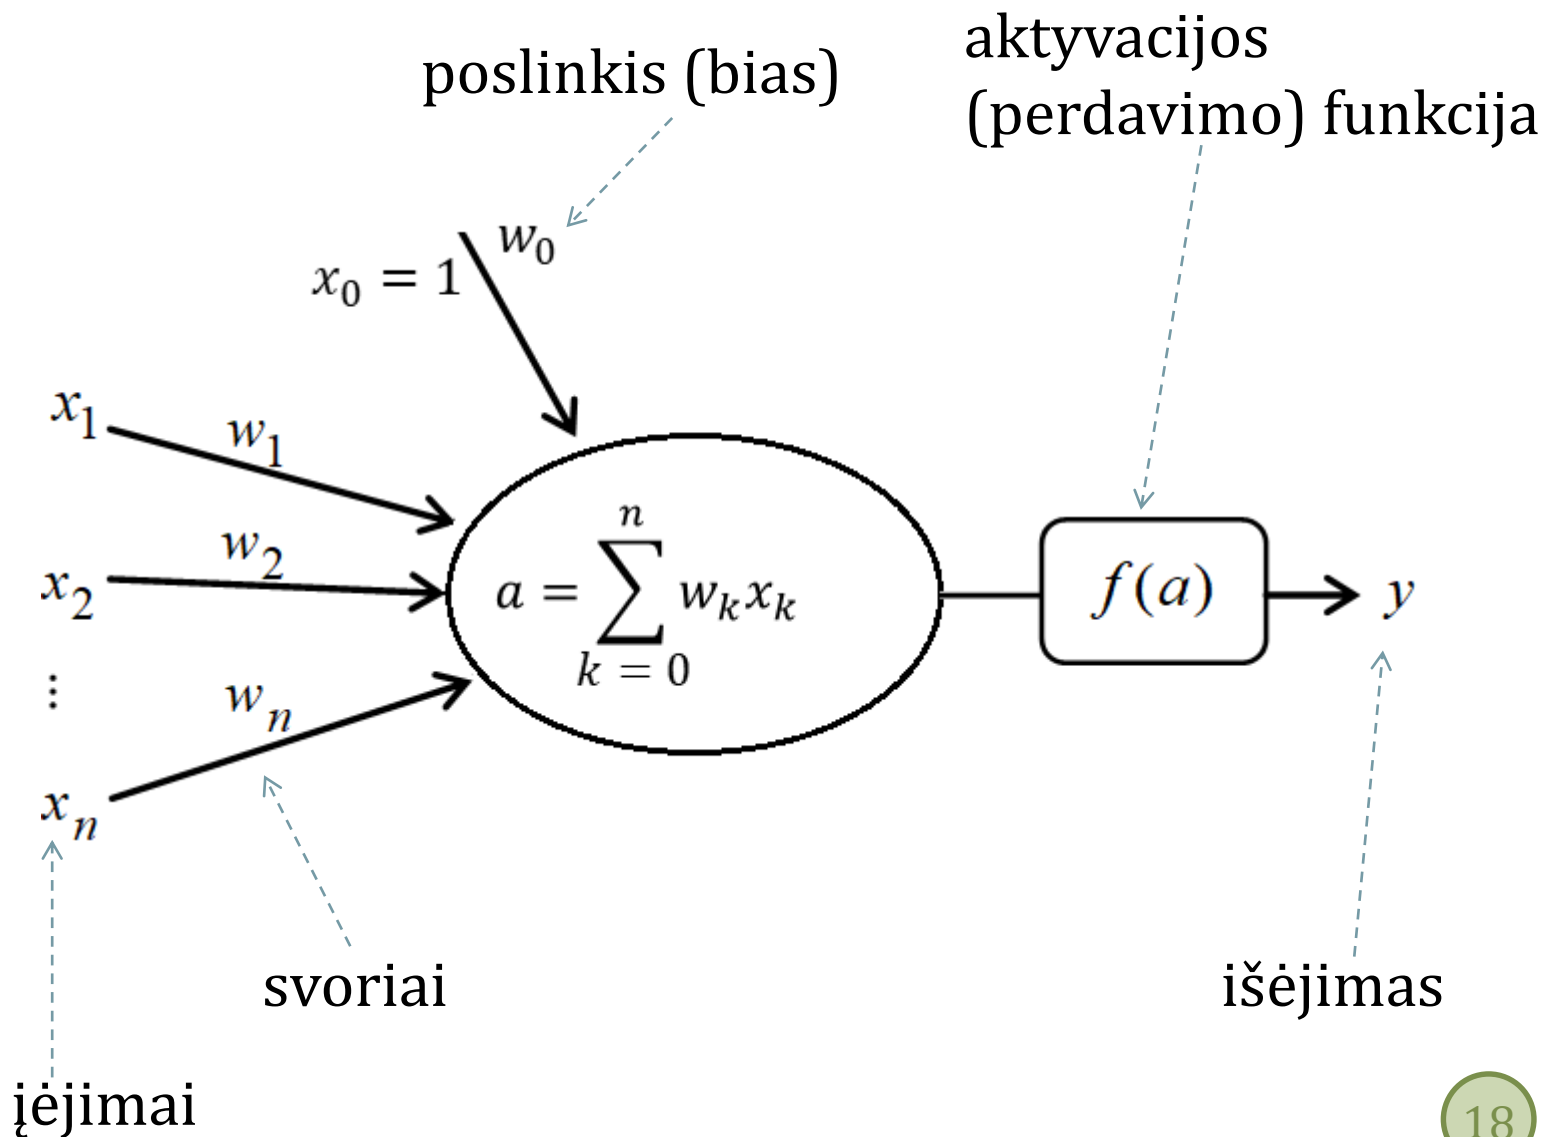 poslinkis (bias)
aktyvacijos
(perdavimo) funkcija
x₀ = 1
w₀
x₁
w₁
x₂
w₂
⋮
xₙ
wₙ
n
a = ∑ wₖxₖ
k = 0
f(a)
y
svoriai
išėjimas
įėjimai
18